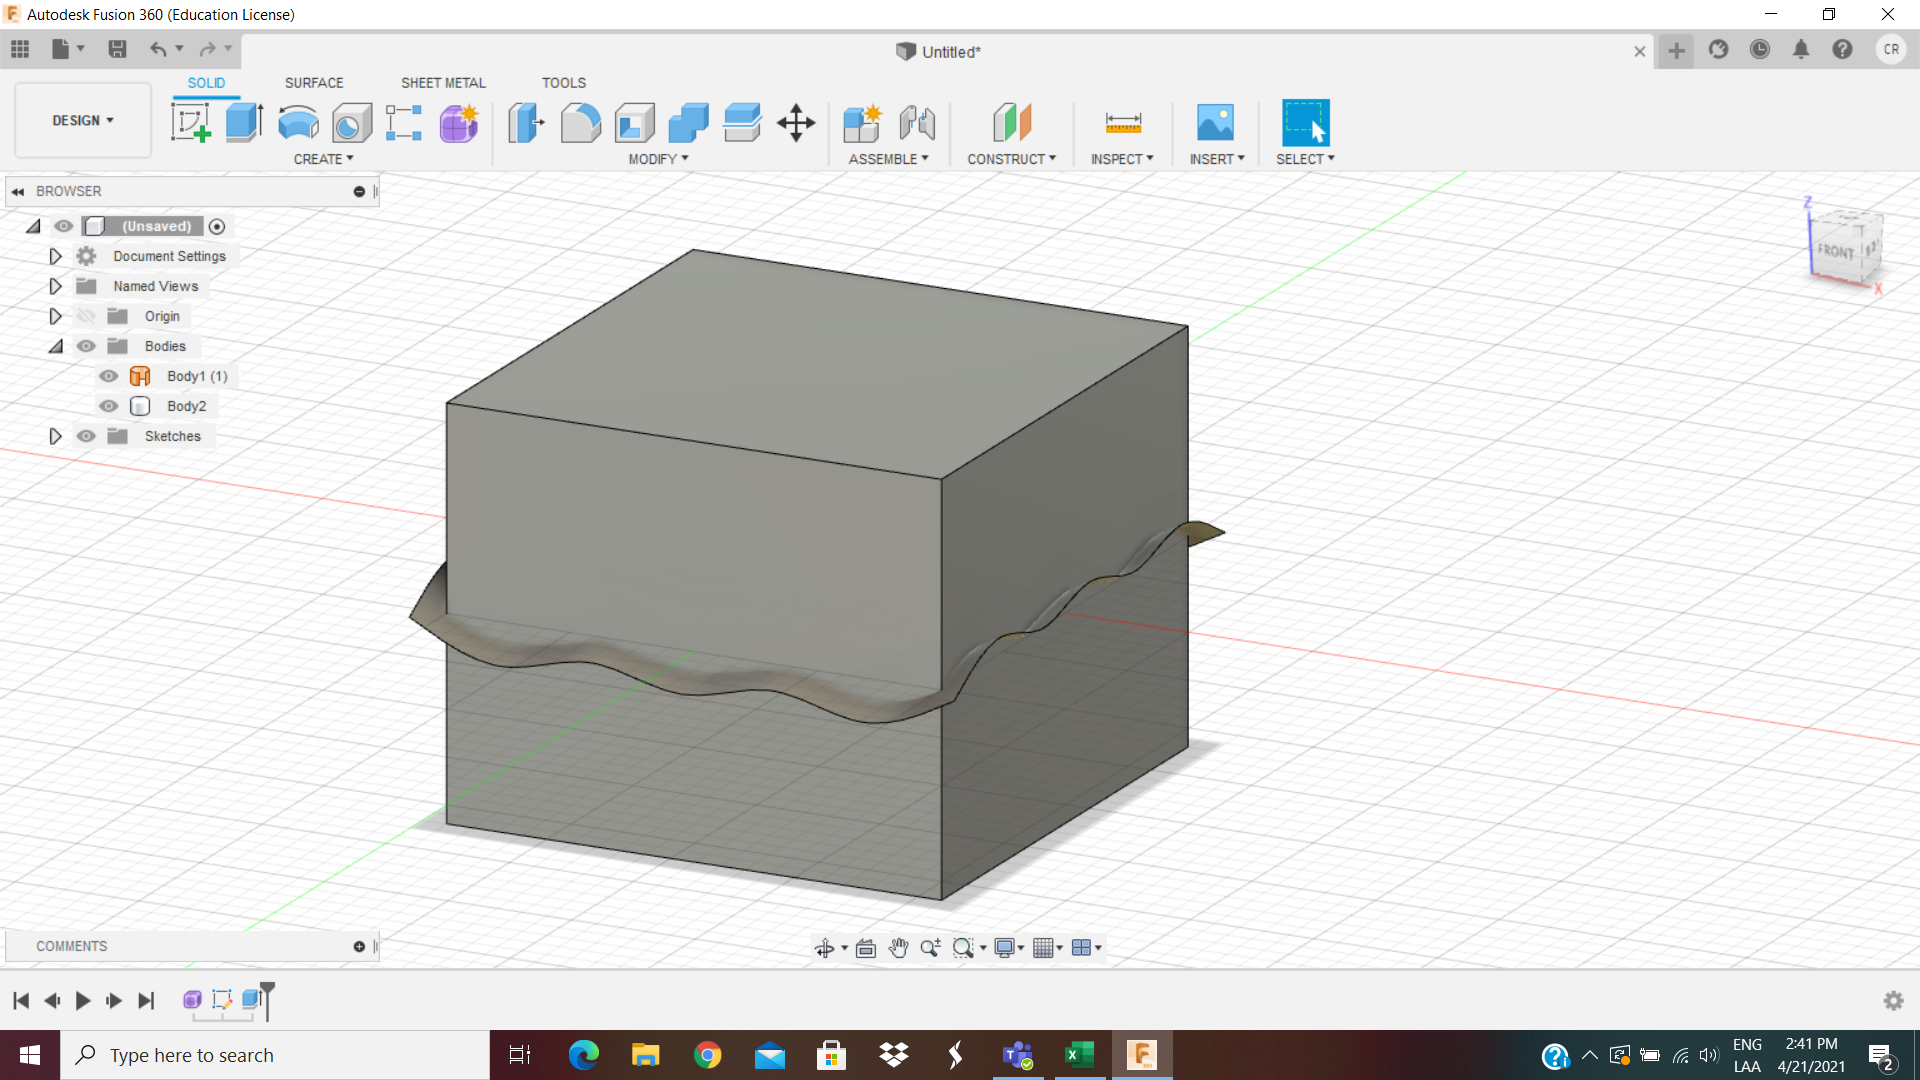 Autodesk Fusion 360 (Education License)
Untitled*
CR
SOLID SURFACE SHEET METAL TOOLS
DESIGN
CREATE MODIFY ASSEMBLE CONSTRUCT INSPECT INSERT SELECT
BROWSER
(Unsaved)
Document Settings
Named Views
Origin
Bodies
Body1 (1)
Body2
Sketches
Z
FRONT
X
COMMENTS
Type here to search
ENG
LAA
2:41 PM
4/21/2021
2